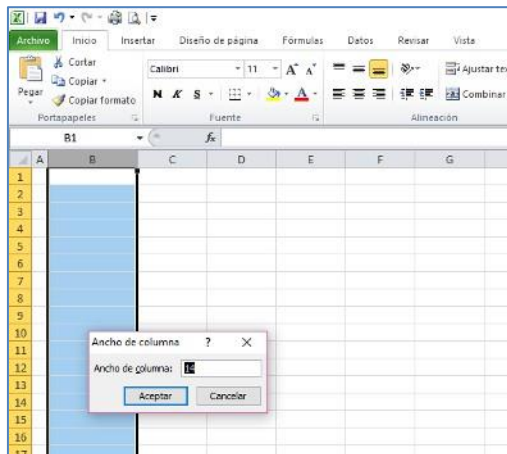 Archivo Inicio Insertar Diseño de página Fórmulas Datos Revisar Vista
Cortar
Copiar
Copiar formato
Pegar
Calibri 11 A A
N K S A
Ajustar
Combinar
Portapapeles Fuente Alineación
B1 fx
A B C D E F G
1
2
3
4
5
6
7
8
9
10
11
12
13
14
15
16
17
Ancho de columna ? X
Ancho de columna: 14
Aceptar Cancelar